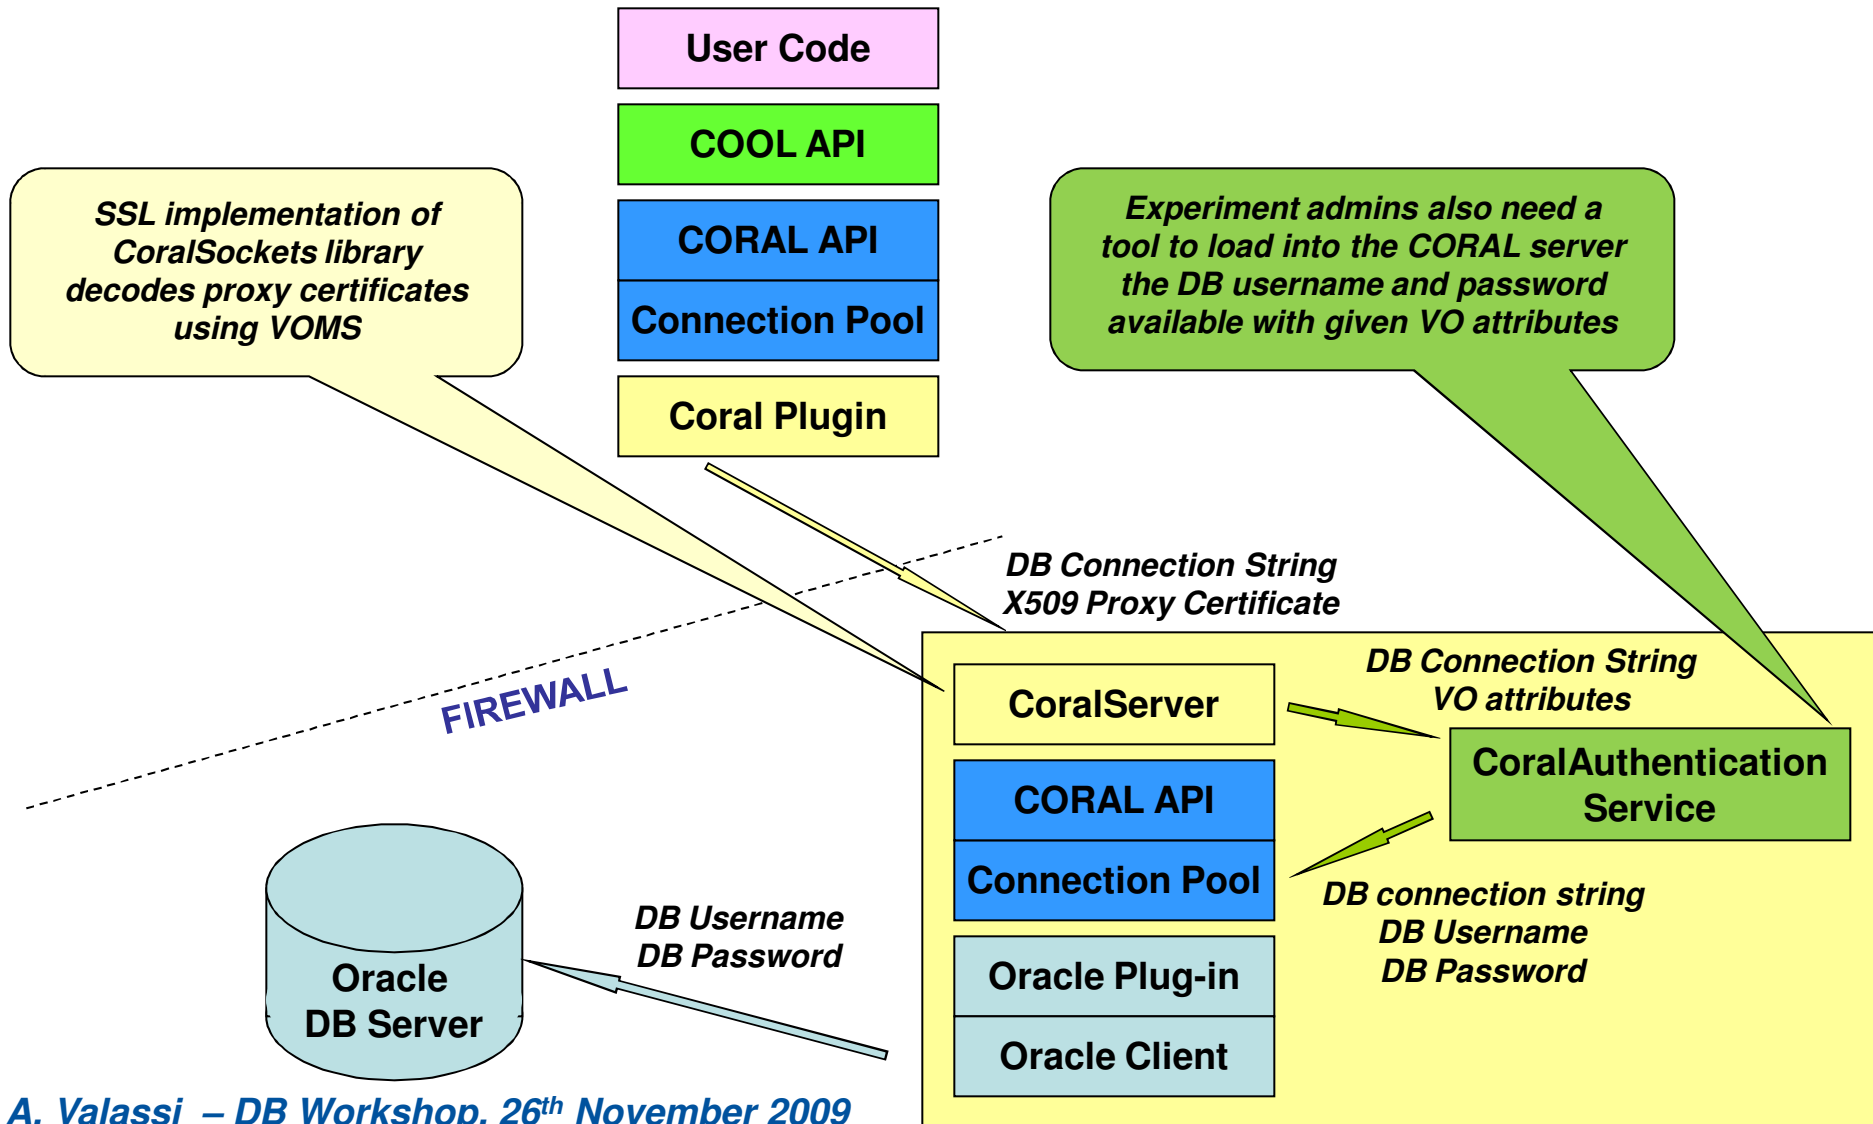 User Code
COOL API
SSL implementation of
CoralSockets library
decodes proxy certificates
using VOMS
CORAL API
Connection Pool
Experiment admins also need a
tool to load into the CORAL server
the DB username and password
available with given VO attributes
Coral Plugin
DB Connection String
X509 Proxy Certificate
FIREWALL
CoralServer
DB Connection String
VO attributes
CoralAuthentication
Service
CORAL API
Connection Pool
DB connection string
DB Username
DB Password
DB Username
DB Password
Oracle
DB Server
Oracle Plug-in
Oracle Client
A. Valassi – DB Workshop, 26th November 2009